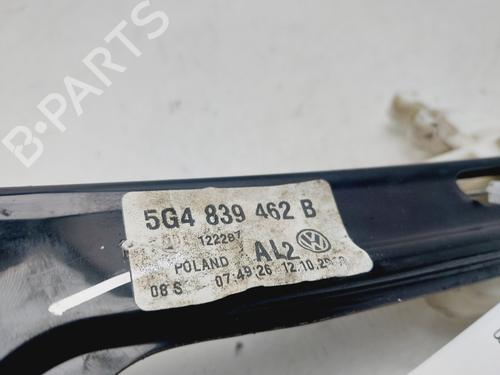 B-PARTS
5G4 839 462 B
122287
POLAND AL2
08 S 07:49:26